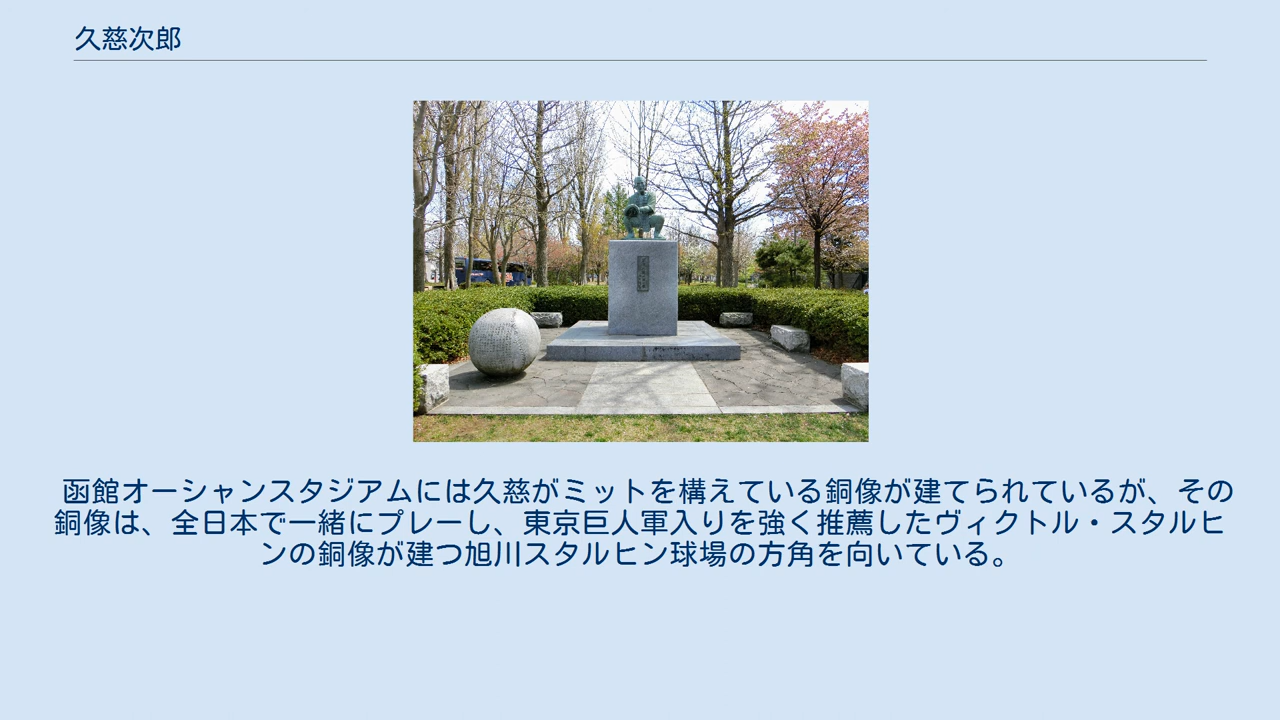 久慈次郎
函館オーシャンスタジアムには久慈がミットを構えている銅像が建てられているが、その
銅像は、全日本で一緒にプレーし、東京巨人軍入りを強く推薦したヴィクトル・スタルヒ
ンの銅像が建つ旭川スタルヒン球場の方角を向いている。